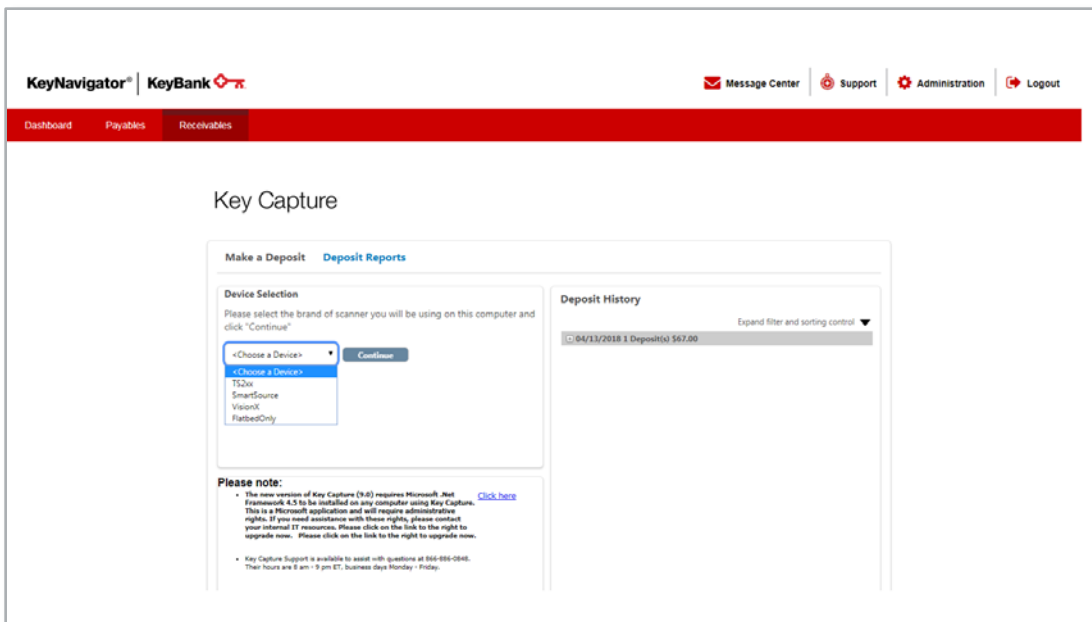 KeyNavigator® | KeyBank
Message Center
Support
Administration
Logout
Dashboard
Payables
Receivables
Key Capture
Make a Deposit
Deposit Reports
Device Selection
Please select the brand of scanner you will be using on this computer and
click "Continue"
<Choose a Device>
Continue
<Choose a Device>
TS2xx
SmartSource
VisionX
FlatbedOnly
Deposit History
Expand filter and sorting control
04/13/2018 1 Deposit(s) $67.00
Please note:
• The new version of Key Capture (9.0) requires Microsoft .Net
Framework 4.5 to be installed on any computer using Key Capture.
This is a Microsoft application and will require administrative
rights. If you need assistance with these rights, please contact
your internal IT resources. Please click on the link to the right to
upgrade now. Please click on the link to the right to upgrade now.
Click here
• Key Capture Support is available to assist with questions at 866-886-0848.
Their hours are 8 am - 9 pm ET, business days Monday - Friday.